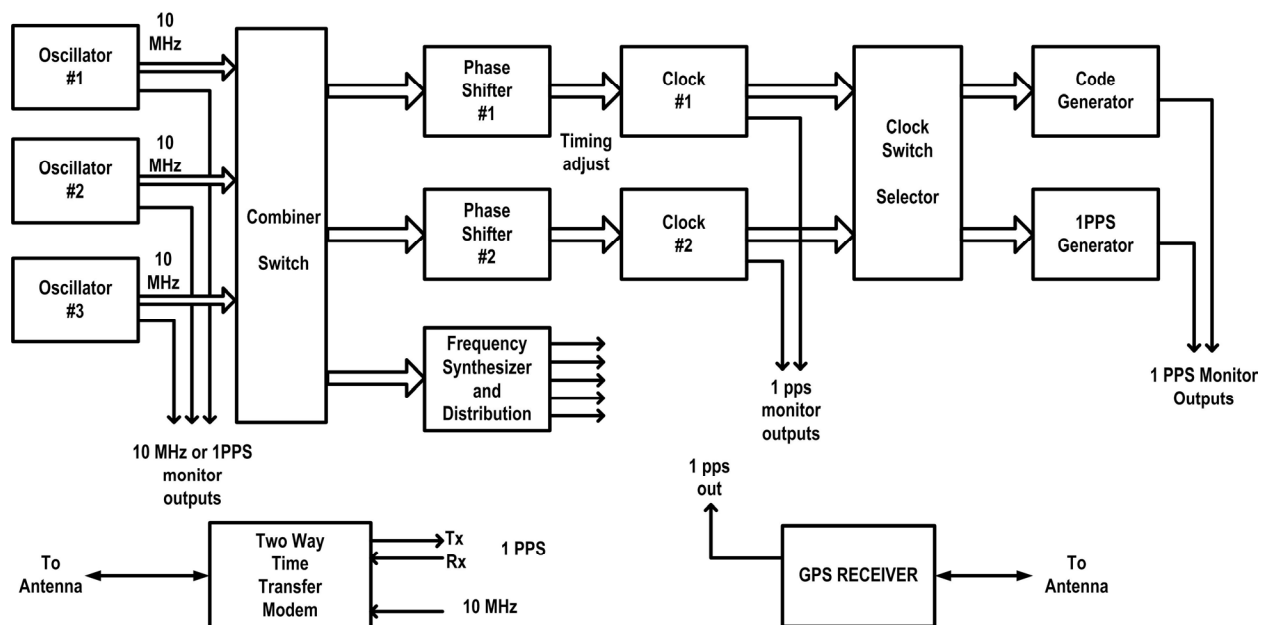 Oscillator
#1
10
MHz
Oscillator
#2
10
MHz
Oscillator
#3
10
MHz
10 MHz or 1PPS
monitor
outputs
Combiner
Switch
Phase
Shifter
#1
Phase
Shifter
#2
Frequency
Synthesizer
and
Distribution
Timing
adjust
Clock
#1
Clock
#2
1 pps
monitor
outputs
Clock
Switch
Selector
Code
Generator
1PPS
Generator
1 PPS Monitor
Outputs
To
Antenna
Two Way
Time
Transfer
Modem
Tx
Rx
1 PPS
10 MHz
1 pps
out
GPS RECEIVER
To
Antenna